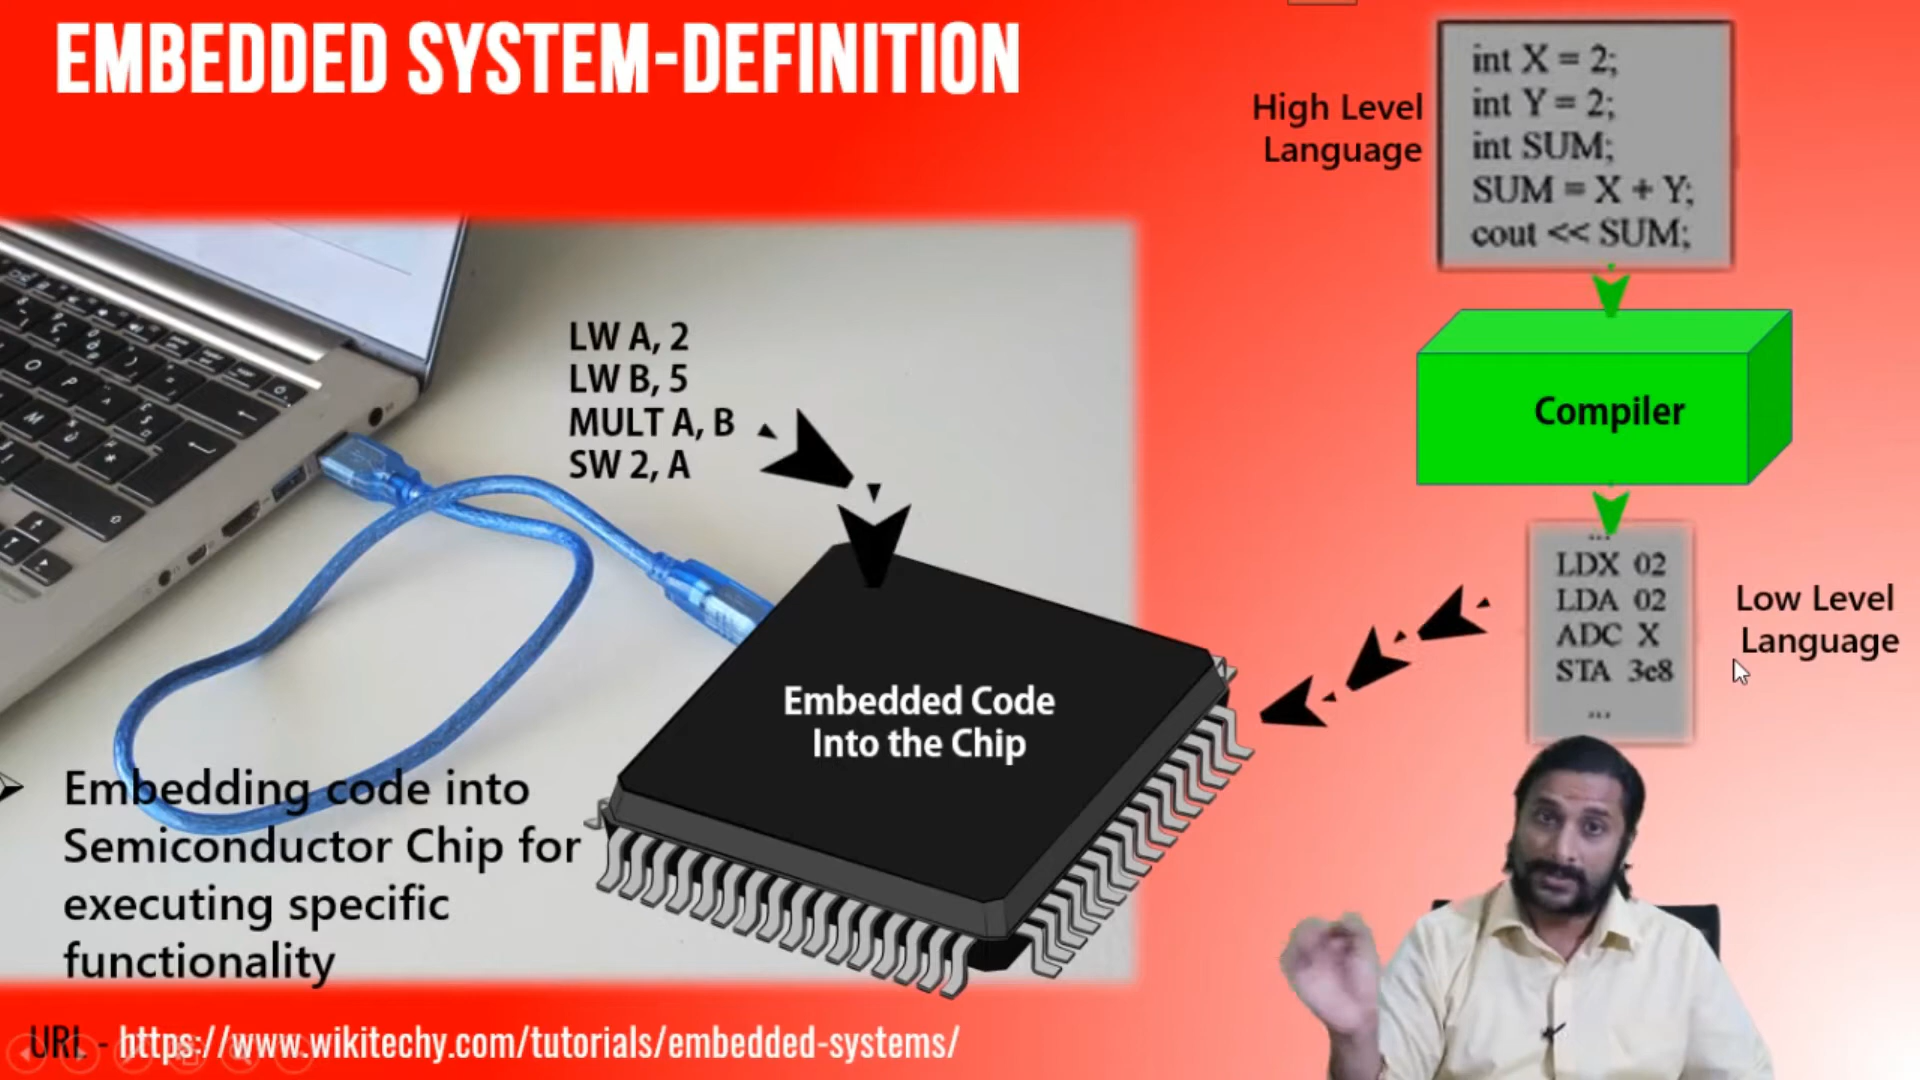 EMBEDDED SYSTEM-DEFINITION
High Level
Language
int X = 2;
int Y = 2;
int SUM;
SUM = X + Y;
cout << SUM;
Compiler
...
LDX 02
LDA 02
ADC X
STA 3e8
...
Low Level
Language
LW A, 2
LW B, 5
MULT A, B
SW 2, A
Embedded Code
Into the Chip
Embedding code into
Semiconductor Chip for
executing specific
functionality
URL - https://www.wikitechy.com/tutorials/embedded-systems/